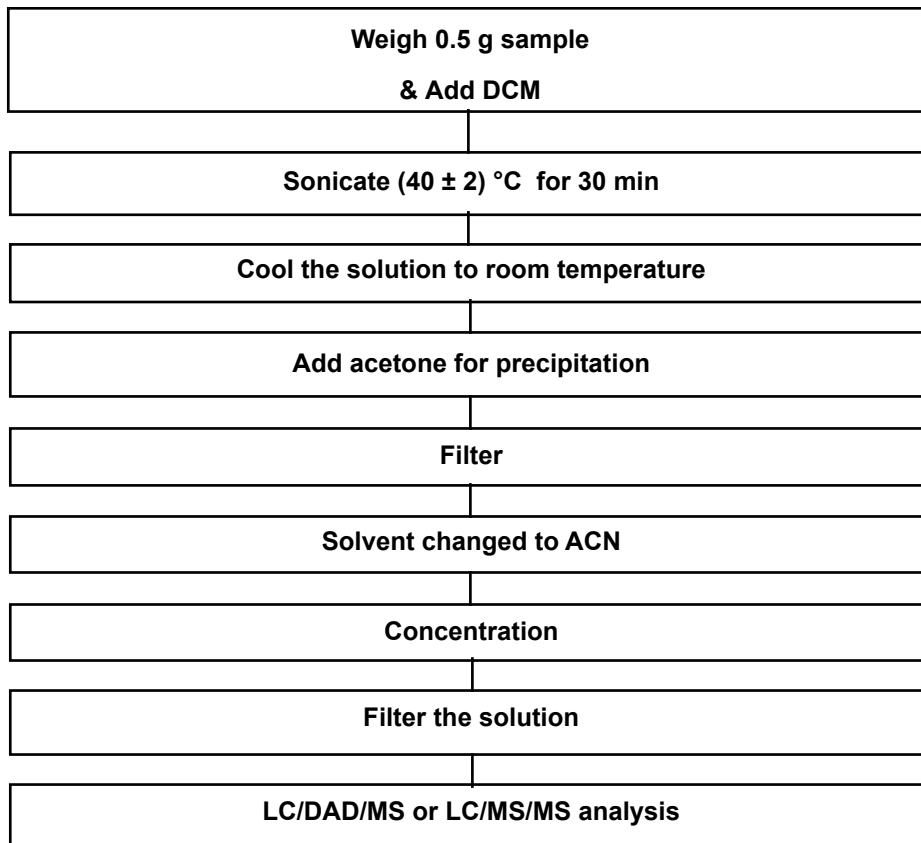 Weigh 0.5 g sample
& Add DCM
Sonicate (40 ± 2) °C for 30 min
Cool the solution to room temperature
Add acetone for precipitation
Filter
Solvent changed to ACN
Concentration
Filter the solution
LC/DAD/MS or LC/MS/MS analysis